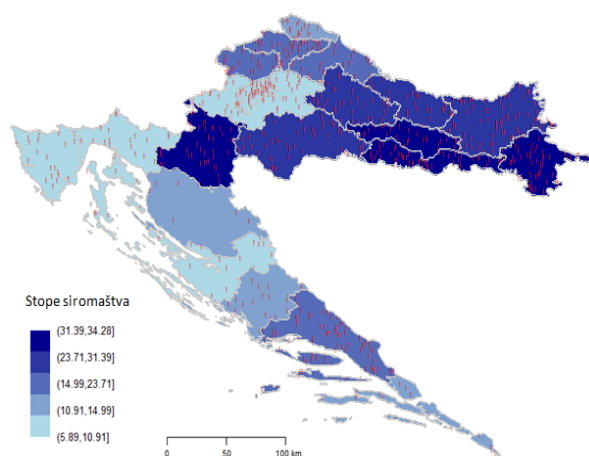 Stope siromaštva
(31.39,34.28]
(23.71,31.39]
(14.99,23.71]
(10.91,14.99]
(5.89,10.91]
0 50 100 km